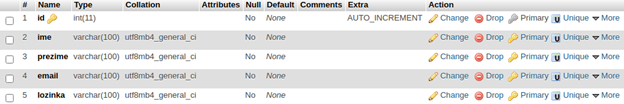 # Name Type Collation Attributes Null Default Comments Extra Action
1 id int(11) No None AUTO_INCREMENT Change Drop Primary Unique More
2 ime varchar(100) utf8mb4_general_ci No None Change Drop Primary Unique More
3 prezime varchar(100) utf8mb4_general_ci No None Change Drop Primary Unique More
4 email varchar(100) utf8mb4_general_ci No None Change Drop Primary Unique More
5 lozinka varchar(100) utf8mb4_general_ci No None Change Drop Primary Unique More